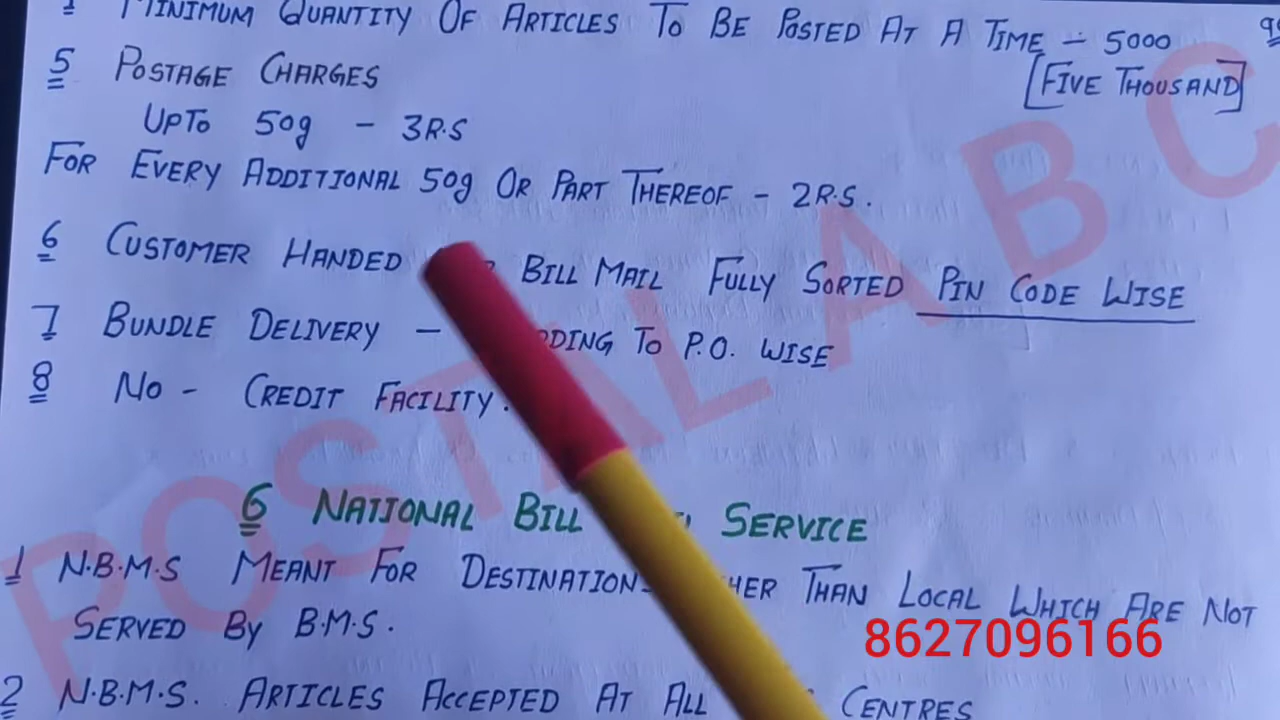 MINIMUM QUANTITY OF ARTICLES TO BE POSTED AT A TIME - 5000
[FIVE THOUSAND]
5 POSTAGE CHARGES
UPTO 50g - 3R.S
FOR EVERY ADDITIONAL 50g OR PART THEREOF - 2R.S.
6 CUSTOMER HANDED BILL MAIL FULLY SORTED PIN CODE WISE
7 BUNDLE DELIVERY - TO P.O. WISE
8 NO - CREDIT FACILITY.
6 NATIONAL BILL SERVICE
1 N.B.M.S MEANT FOR DESTINATION THAN LOCAL WHICH ARE NOT
SERVED By B.M.S.
8627096166
2 N.B.M.S. ARTICLES ACCEPTED AT ALL CENTRES
POSTAL ABC